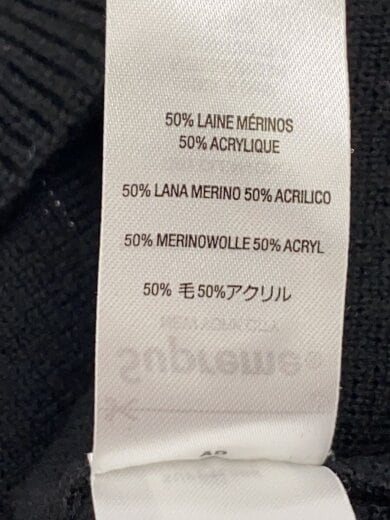 50% LAINE MÉRINOS
50% ACRYLIQUE
50% LANA MERINO 50% ACRILICO
50% MERINOWOLLE 50% ACRYL
50% 毛 50%アクリル
Supreme®